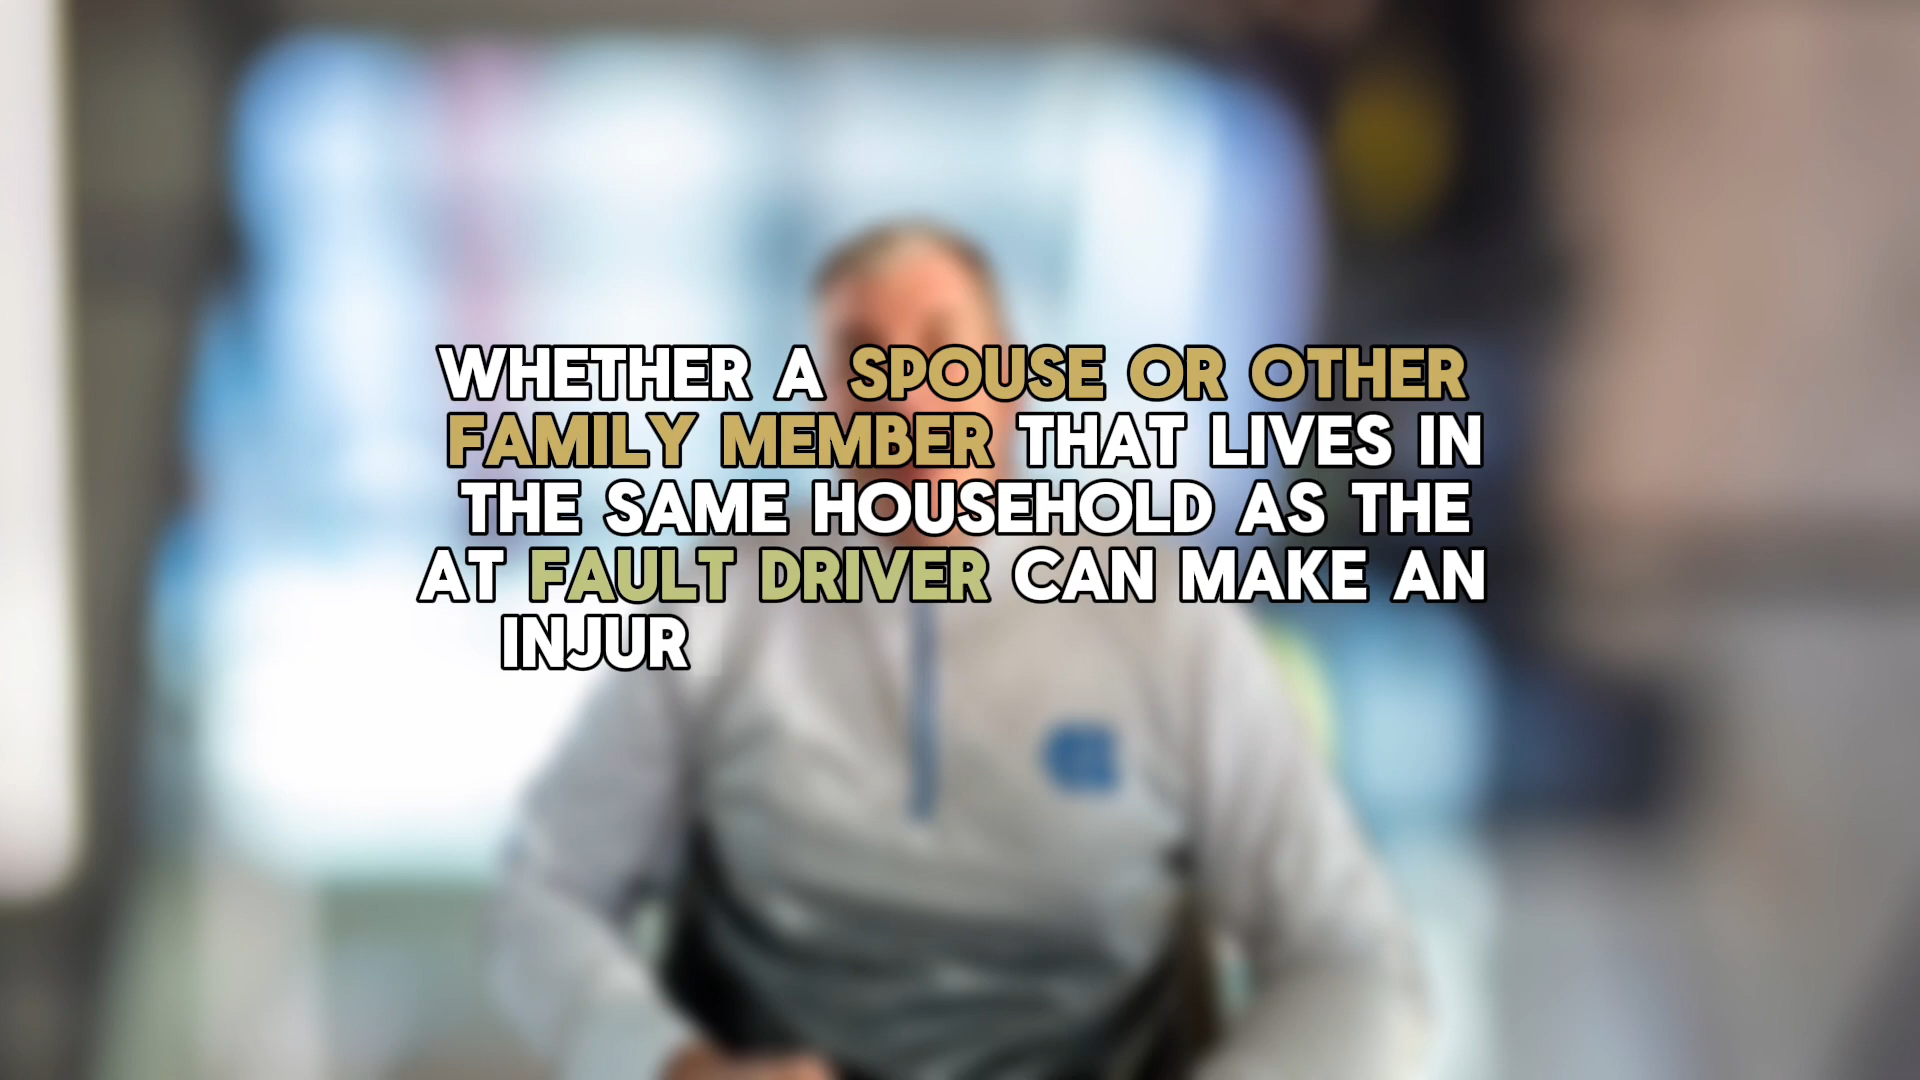 WHETHER A SPOUSE OR OTHER
FAMILY MEMBER THAT LIVES IN
THE SAME HOUSEHOLD AS THE
AT FAULT DRIVER CAN MAKE AN
INJUR